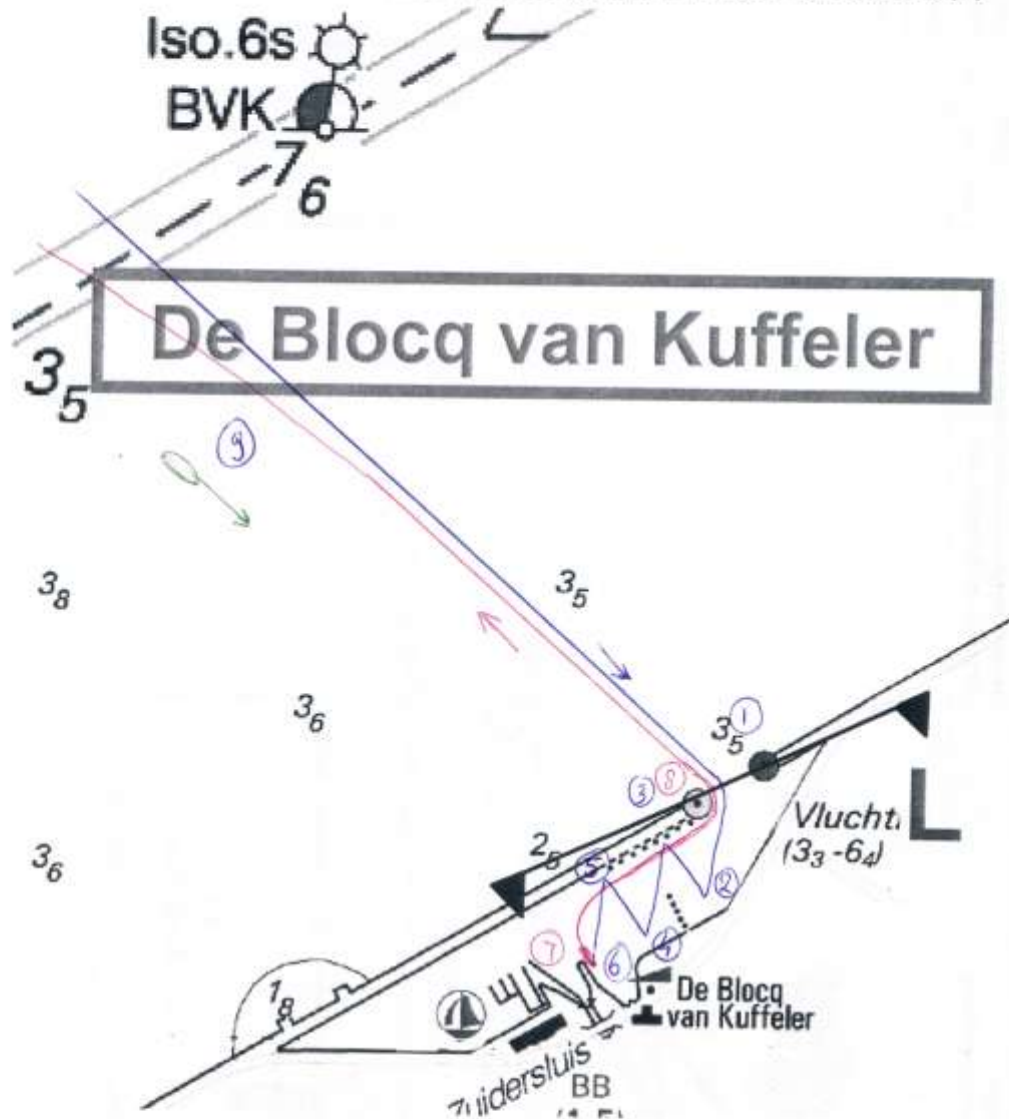 Iso.6s
BVK
7₆
De Blocq van Kuffeler
3₅
9
3₈
3₅
3₆
3₅ 1
3 8
Vlucht
(3₃-6₄)
L
3₆
2₅
5
2
7
6
4
1₈
De Blocq
van Kuffeler
Zuidersluis
BB